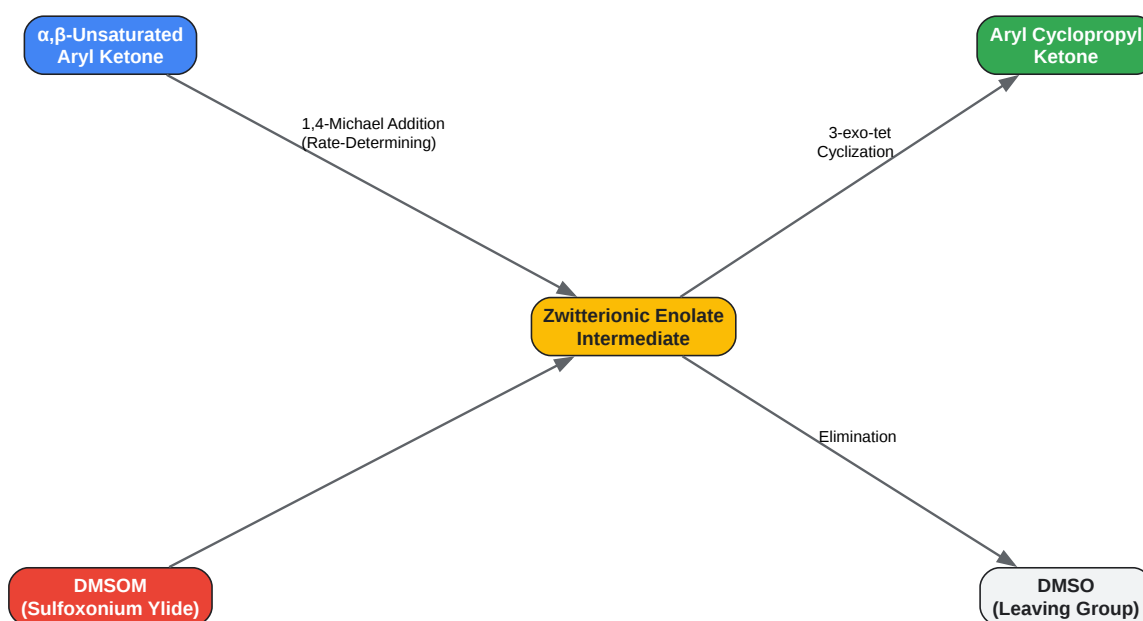 α,β-Unsaturated
Aryl Ketone
Aryl Cyclopropyl
Ketone
1,4-Michael Addition
(Rate-Determining)
3-exo-tet
Cyclization
Zwitterionic Enolate
Intermediate
Elimination
DMSOM
(Sulfoxonium Ylide)
DMSO
(Leaving Group)